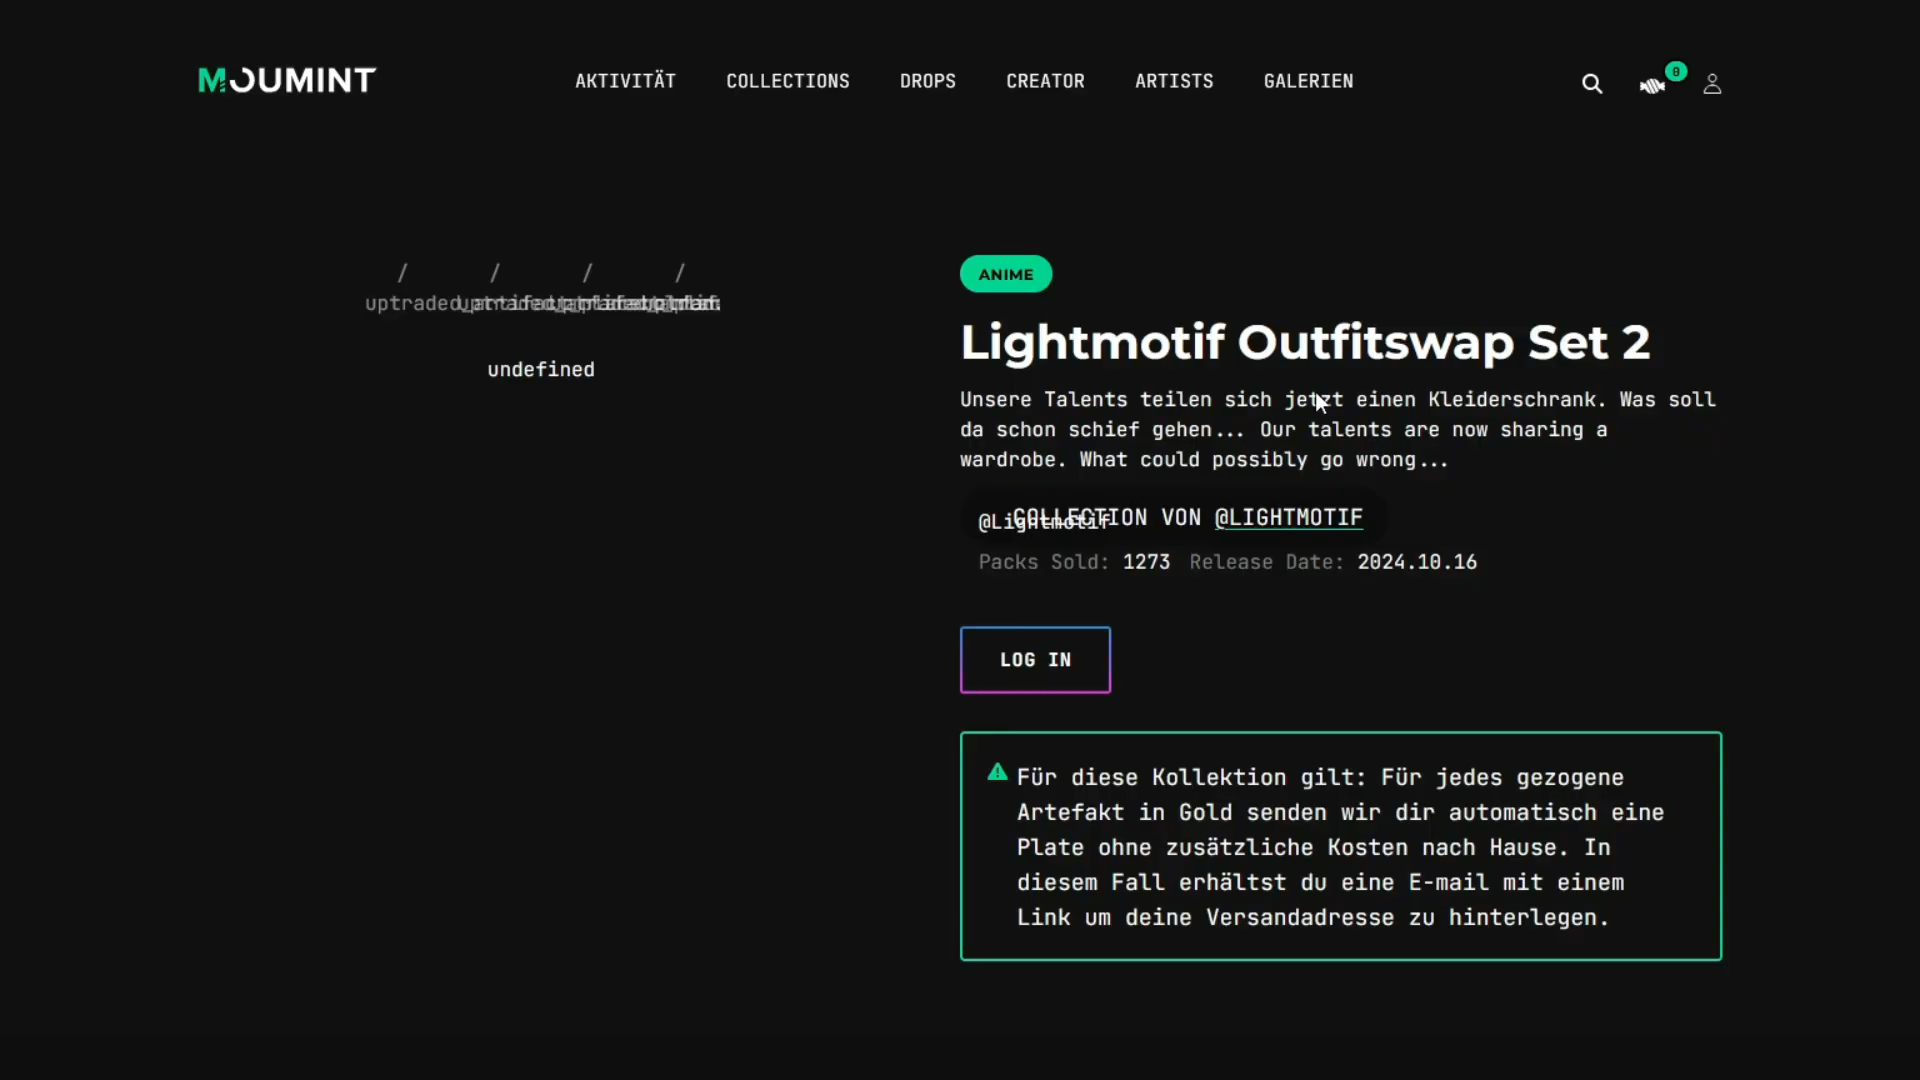 MOUMINT
AKTIVITÄT COLLECTIONS DROPS CREATOR ARTISTS GALERIEN
0
/ / / /
undefined
ANIME
Lightmotif Outfitswap Set 2
Unsere Talents teilen sich jetzt einen Kleiderschrank. Was soll
da schon schief gehen... Our talents are now sharing a
wardrobe. What could possibly go wrong...
COLLECTION VON @LIGHTMOTIF
@Lightmotif
Packs Sold: 1273 Release Date: 2024.10.16
LOG IN
Für diese Kollektion gilt: Für jedes gezogene
Artefakt in Gold senden wir dir automatisch eine
Plate ohne zusätzliche Kosten nach Hause. In
diesem Fall erhältst du eine E-mail mit einem
Link um deine Versandadresse zu hinterlegen.